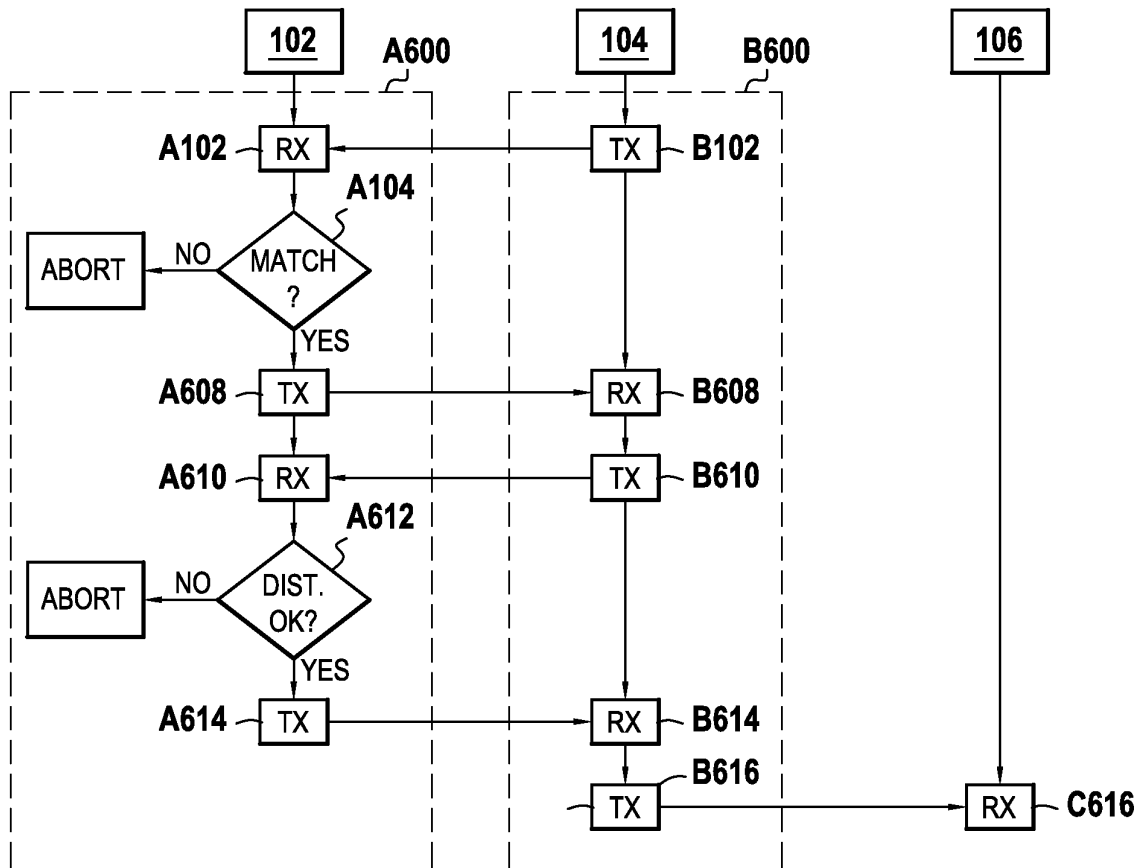 102
104
106
A600
B600
A102
RX
TX
B102
A104
ABORT
NO
MATCH
?
YES
A608
TX
RX
B608
A610
RX
TX
B610
A612
ABORT
NO
DIST.
OK?
YES
A614
TX
RX
B614
B616
TX
RX
C616